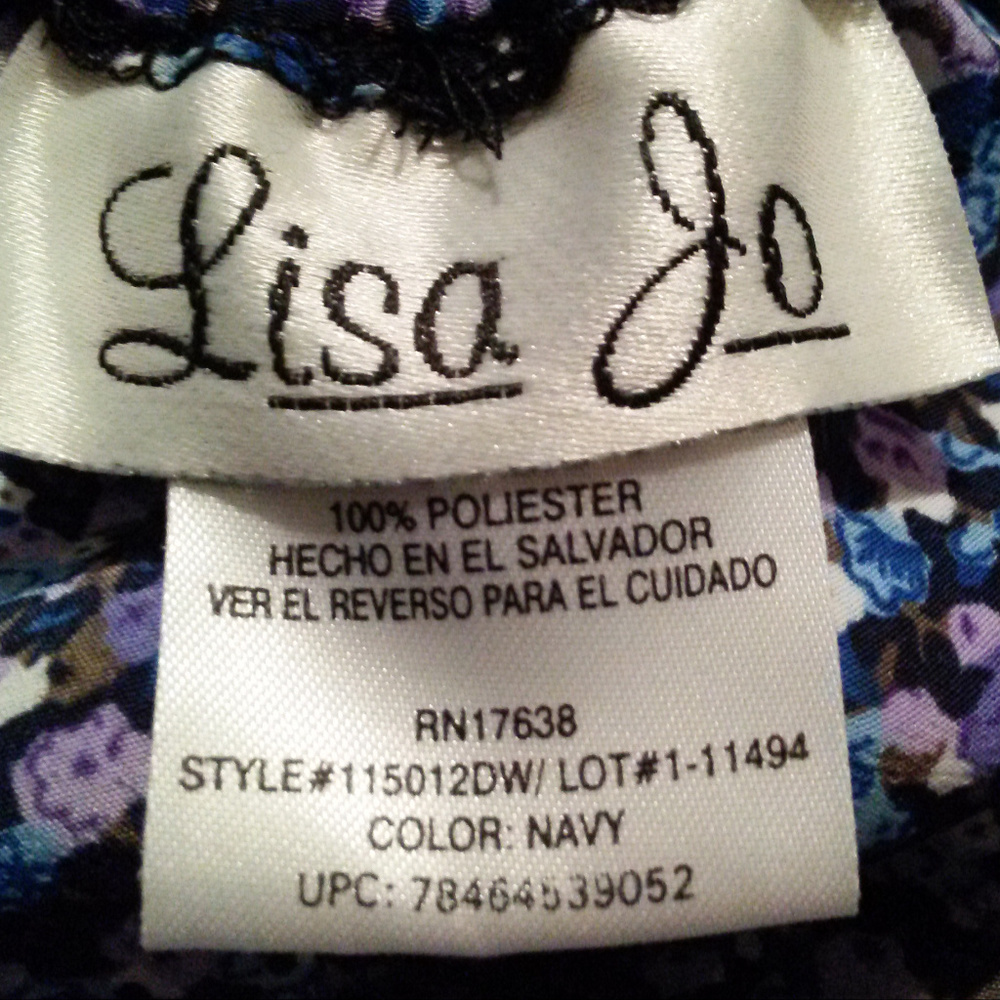 Lisa Jo
100% POLIESTER
HECHO EN EL SALVADOR
VER EL REVERSO PARA EL CUIDADO
RN17638
STYLE#115012DW/ LOT#1-11494
COLOR: NAVY
UPC: 78464539052